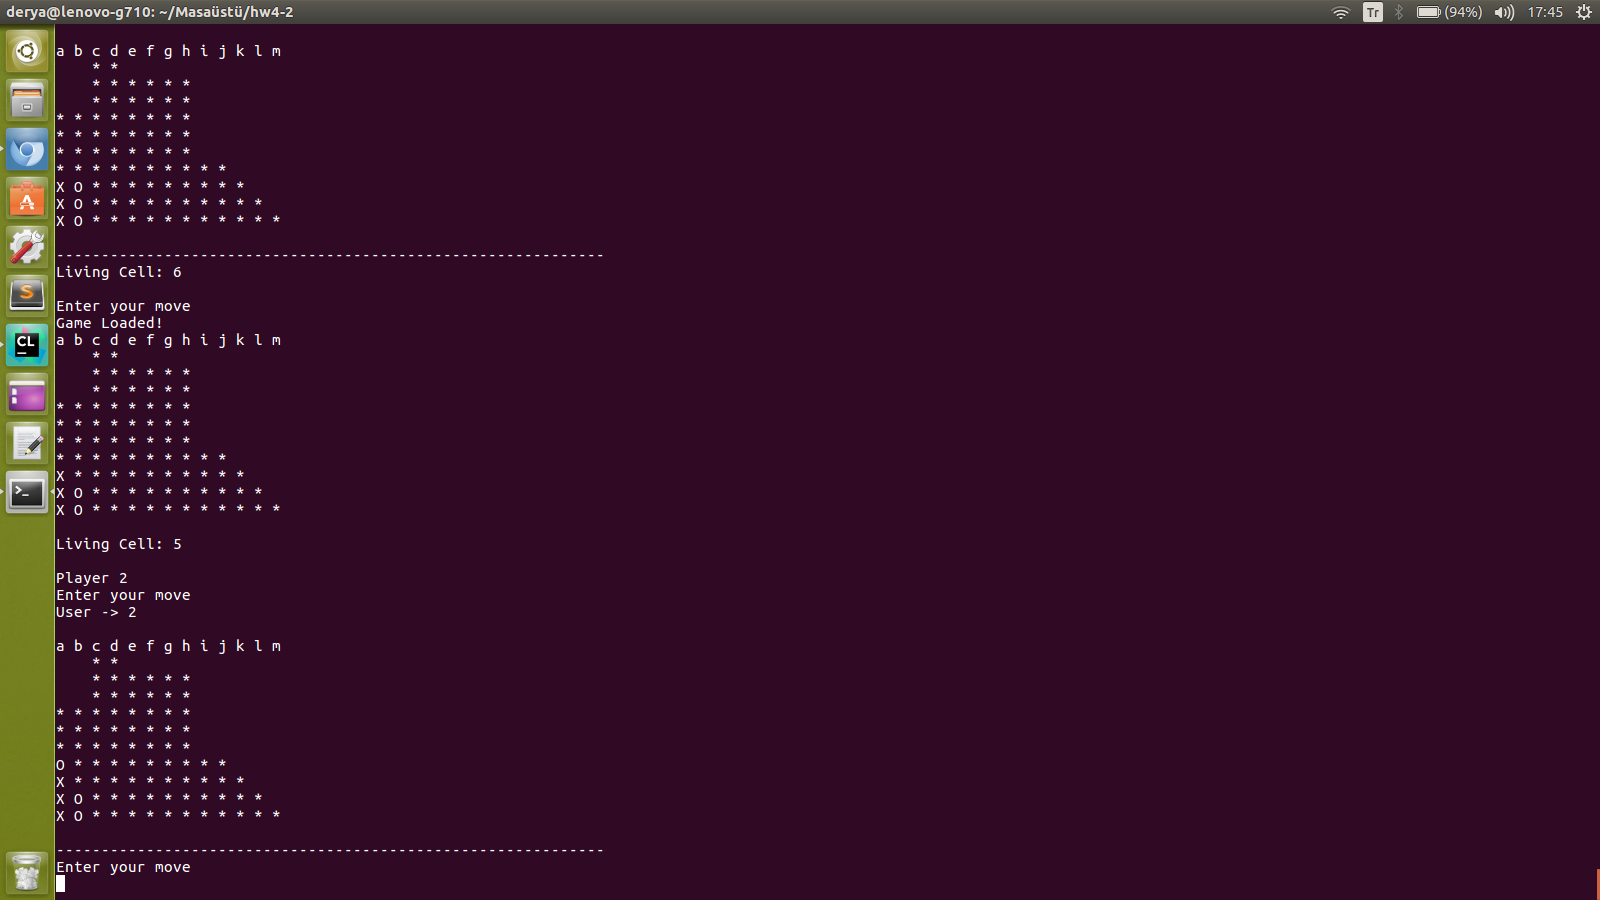 derya@lenovo-g710: ~/Masaüstü/hw4-2 Tr (94%) 17:45
a b c d e f g h i j k l m
    * *
    * * * * * *
    * * * * * *
* * * * * * * *
* * * * * * * *
* * * * * * * *
* * * * * * * * * *
X O * * * * * * * * *
X O * * * * * * * * * *
X O * * * * * * * * * * *
-------------------------------------------------------------
Living Cell: 6
Enter your move
Game Loaded!
a b c d e f g h i j k l m
    * *
    * * * * * *
    * * * * * *
* * * * * * * *
* * * * * * * *
* * * * * * * *
* * * * * * * * * *
X * * * * * * * * * *
X O * * * * * * * * * *
X O * * * * * * * * * * *
Living Cell: 5
Player 2
Enter your move
User -> 2
a b c d e f g h i j k l m
    * *
    * * * * * *
    * * * * * *
* * * * * * * *
* * * * * * * *
* * * * * * * *
O * * * * * * * * *
X * * * * * * * * * *
X O * * * * * * * * * *
X O * * * * * * * * * * *
-------------------------------------------------------------
Enter your move
A
S
CL
>_